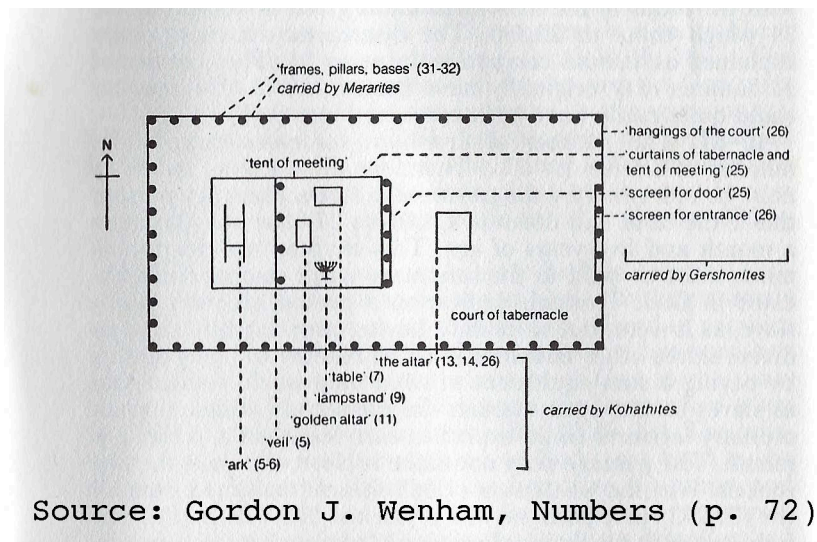 'frames, pillars, bases' (31-32)
carried by Merarites
N
'hangings of the court' (26)
'curtains of tabernacle and
tent of meeting' (25)
'tent of meeting'
'screen for door' (25)
'screen for entrance' (26)
carried by Gershonites
court of tabernacle
'the altar' (13, 14, 26)
'table' (7)
'lampstand' (9)
'golden altar' (11)
'veil' (5)
'ark' (5-6)
carried by Kohathites
Source: Gordon J. Wenham, Numbers (p. 72)